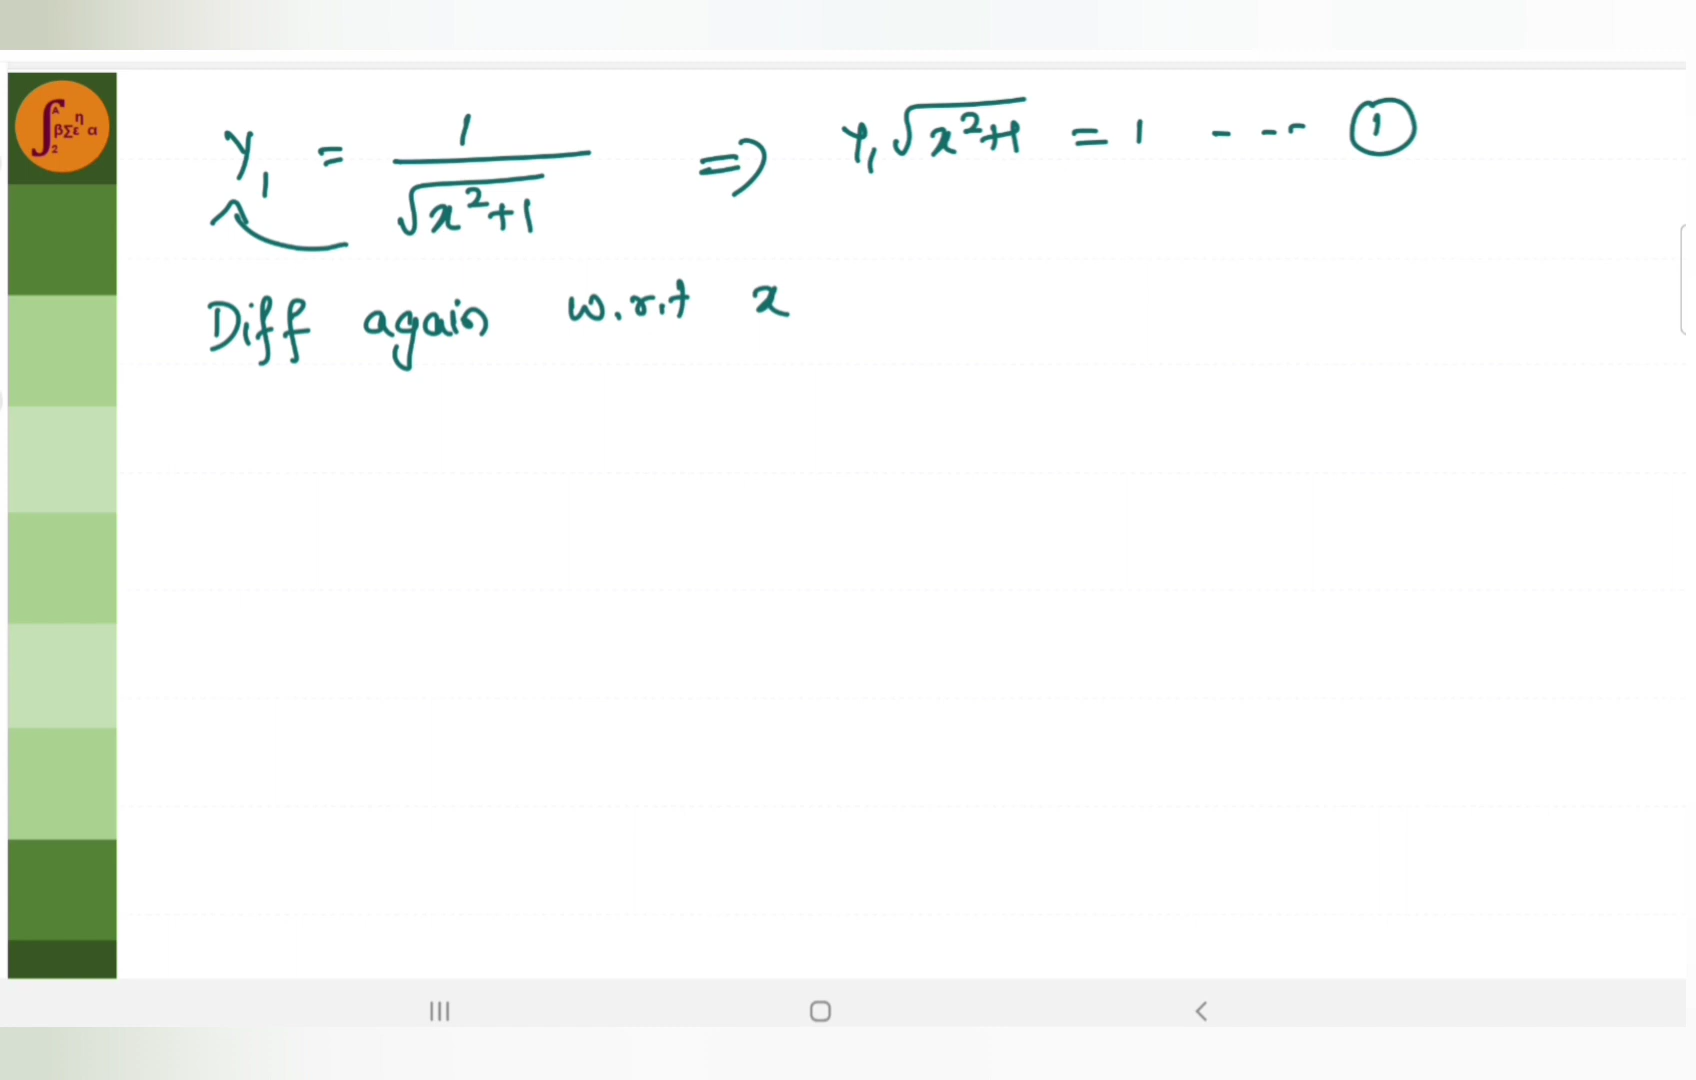 y₁ = 1/√(x²+1) ⇒ y₁√(x²+1) = 1 --- ①
Diff again w.r.t x